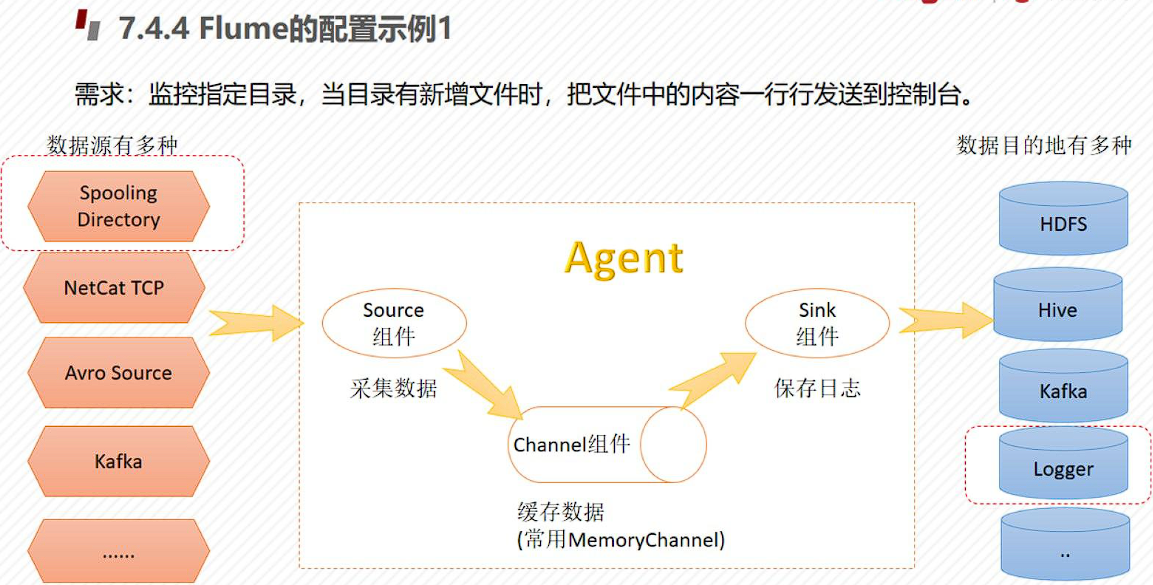 7.4.4 Flume的配置示例1
需求：监控指定目录，当目录有新增文件时，把文件中的内容一行行发送到控制台。
数据源有多种
Spooling
Directory
NetCat TCP
Avro Source
Kafka
......
Agent
Source
组件
采集数据
Channel组件
缓存数据
(常用MemoryChannel)
Sink
组件
保存日志
数据目的地有多种
HDFS
Hive
Kafka
Logger
..